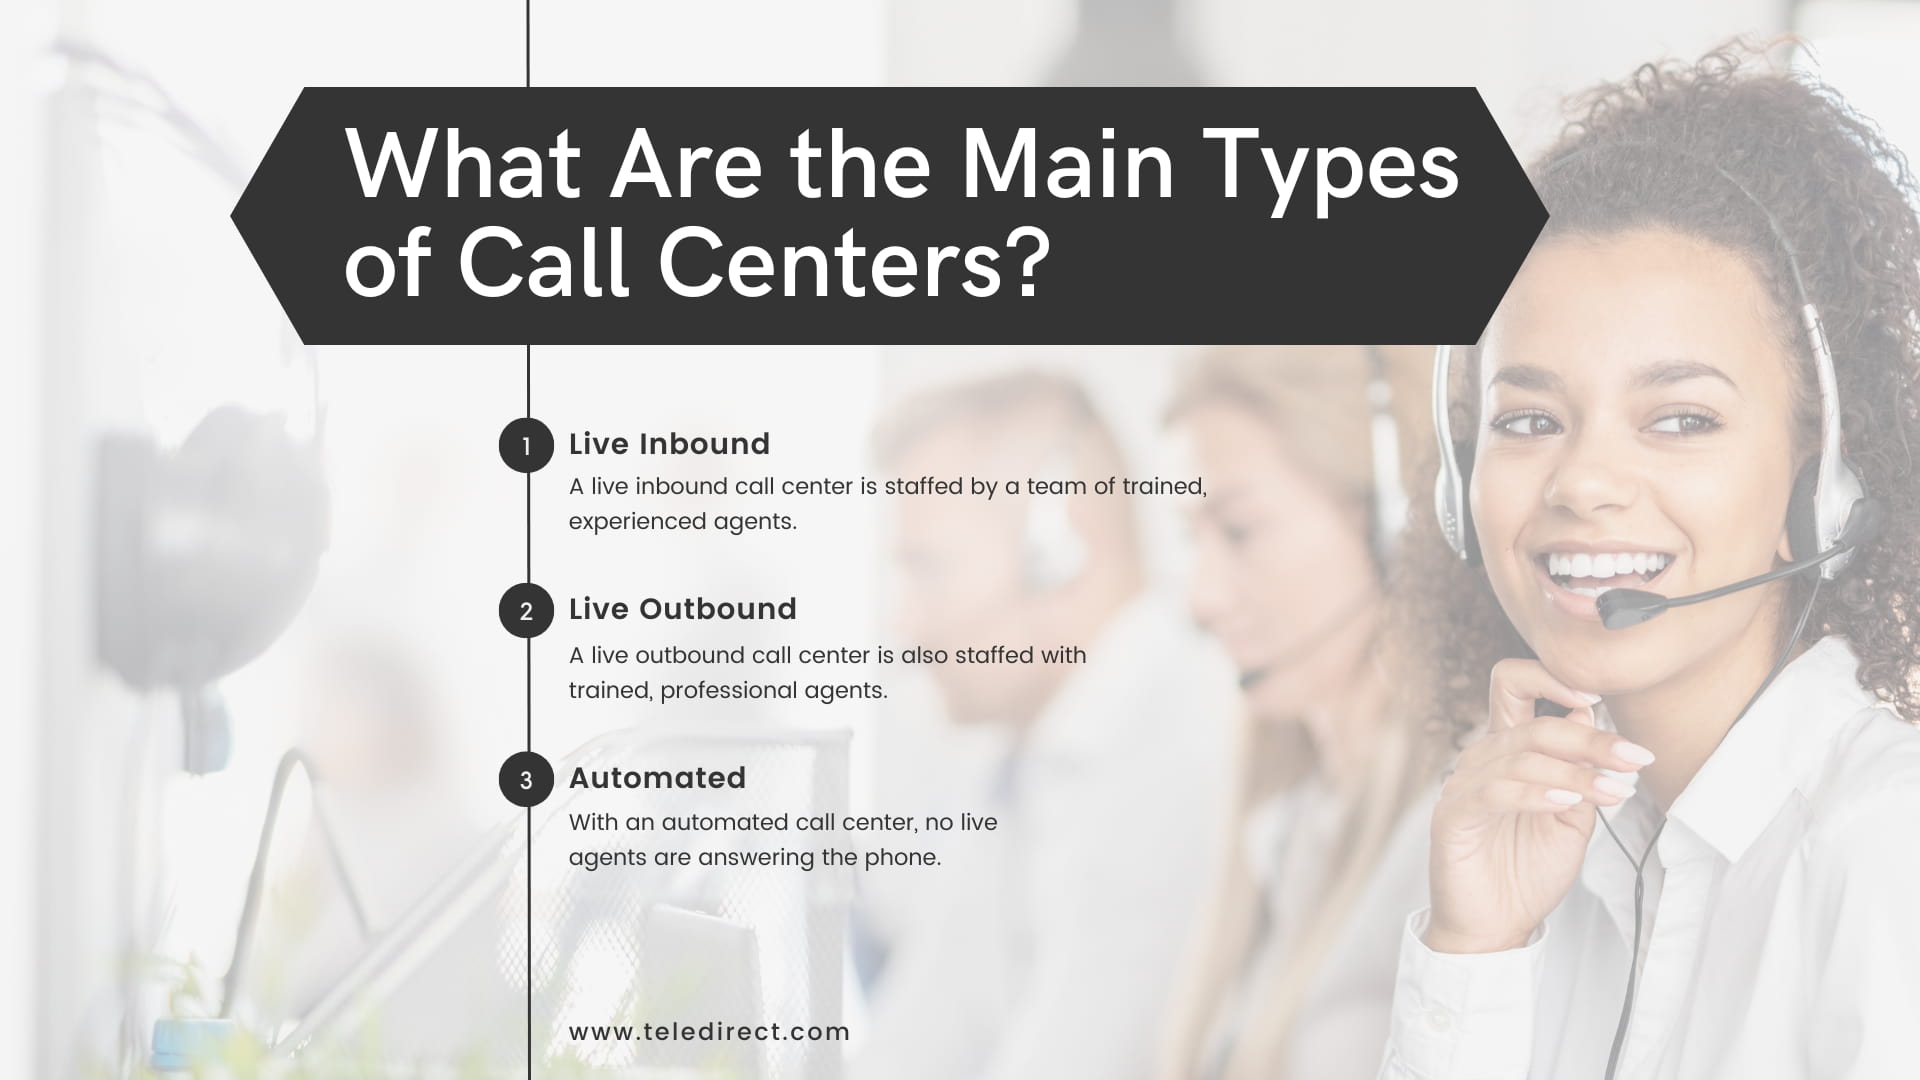 What Are the Main Types
of Call Centers?
1
Live Inbound
A live inbound call center is staffed by a team of trained,
experienced agents.
2
Live Outbound
A live outbound call center is also staffed with
trained, professional agents.
3
Automated
With an automated call center, no live
agents are answering the phone.
www.teledirect.com